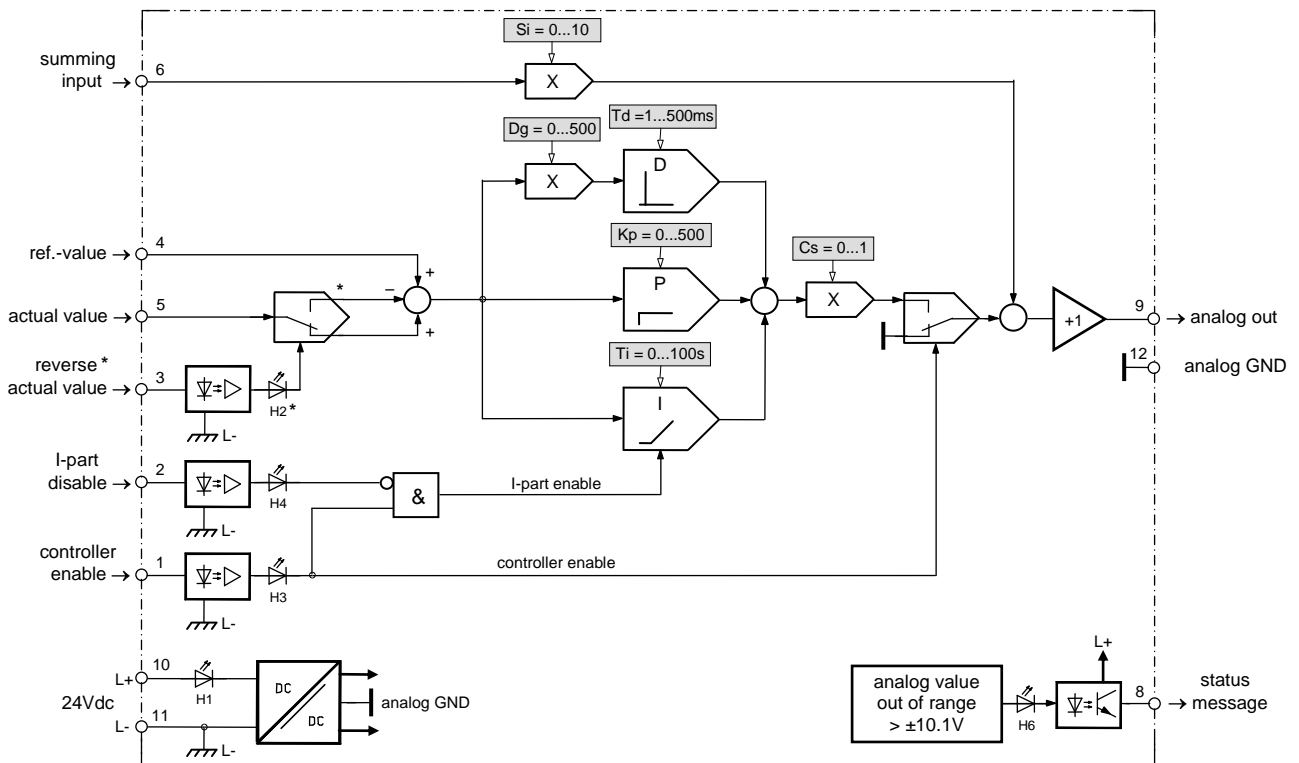 Si = 0...10
summing
input →
6
X
Td =1...500ms
Dg = 0...500
X
D
ref.-value →
4
Kp = 0...500
Cs = 0...1
+
*
–
P
X
actual value →
5
+
+1
9
→ analog out
12
analog GND
reverse *
actual value →
3
H2*
L-
Ti = 0...100s
I
I-part
disable →
2
H4
L-
&
I-part enable
controller
enable →
1
H3
L-
controller enable
L+
10
H1
24Vdc
DC
DC
analog GND
L-
11
L-
analog value
out of range
> ±10.1V
H6
L+
8
status
→ message